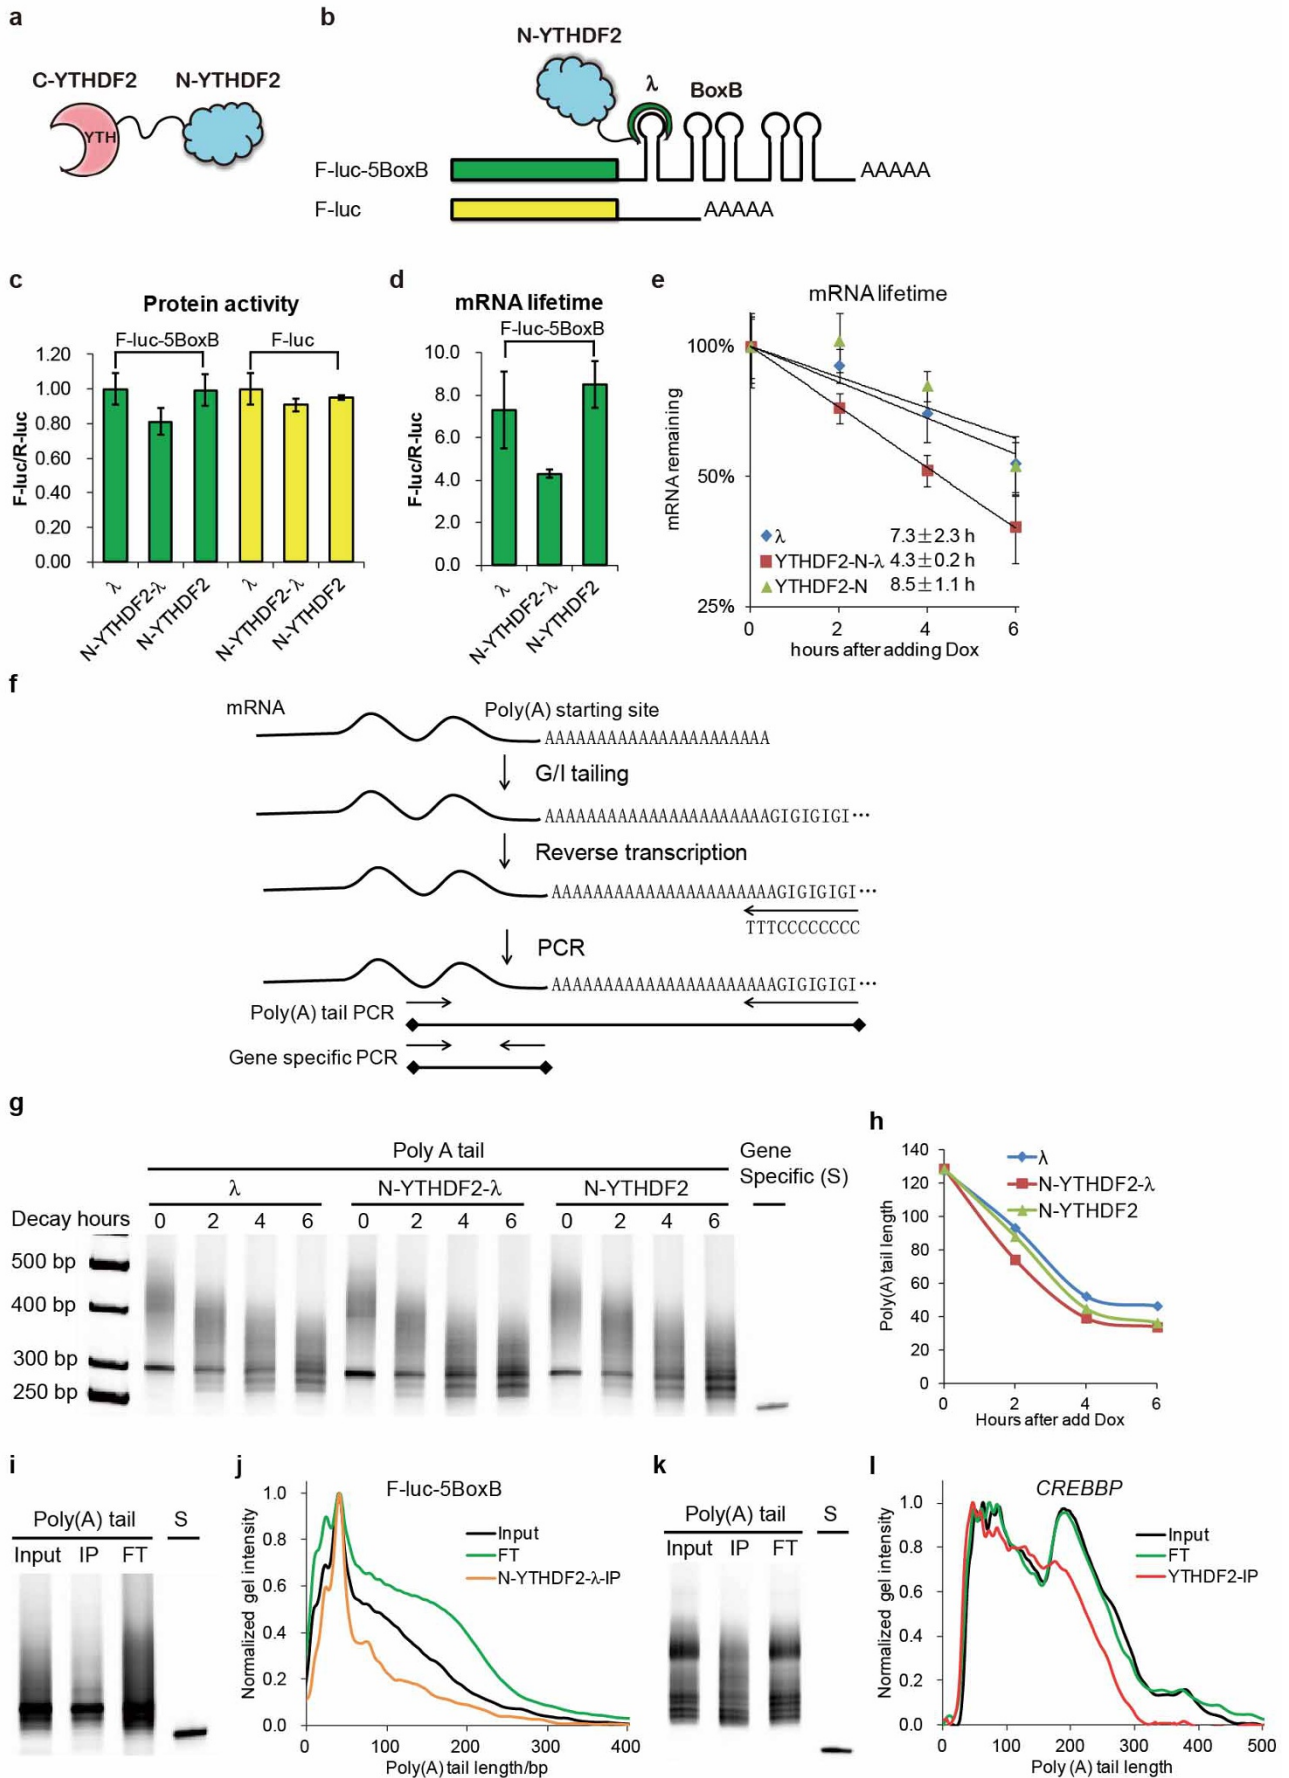 a
b
C-YTHDF2 N-YTHDF2
YTH
N-YTHDF2
λ BoxB
F-luc-5BoxB AAAAA
F-luc AAAAA
c
Protein activity
F-luc-5BoxB F-luc
F-luc/R-luc
1.20
1.00
0.80
0.60
0.40
0.20
0.00
λ
N-YTHDF2-λ
N-YTHDF2
λ
N-YTHDF2-λ
N-YTHDF2
d
mRNA lifetime
F-luc-5BoxB
F-luc/R-luc
10.0
8.0
6.0
4.0
2.0
0.0
λ
N-YTHDF2-λ
N-YTHDF2
e
mRNA lifetime
mRNA remaining
100%
50%
25%
λ 7.3±2.3 h
YTHDF2-N-λ 4.3±0.2 h
YTHDF2-N 8.5±1.1 h
0 2 4 6
hours after adding Dox
f
mRNA Poly(A) starting site
AAAAAAAAAAAAAAAAAAAAAA
G/I tailing
AAAAAAAAAAAAAAAAAAAAAAGIGIGIGI···
Reverse transcription
AAAAAAAAAAAAAAAAAAAAAAGIGIGIGI···
TTTCCCCCCCC
PCR
AAAAAAAAAAAAAAAAAAAAAAGIGIGIGI···
Poly(A) tail PCR
Gene specific PCR
g
Poly A tail
Gene
Specific (S)
λ N-YTHDF2-λ N-YTHDF2
Decay hours 0 2 4 6 0 2 4 6 0 2 4 6
500 bp
400 bp
300 bp
250 bp
h
Poly(A) tail length
140
120
100
80
60
40
20
0
λ
N-YTHDF2-λ
N-YTHDF2
0 2 4 6
Hours after add Dox
i
Poly(A) tail S
Input IP FT
j
F-luc-5BoxB
Normalized gel intensity
1.0
0.8
0.6
0.4
0.2
0.0
Input
FT
N-YTHDF2-λ-IP
0 100 200 300 400
Poly(A) tail length/bp
k
Poly(A) tail S
Input IP FT
l
CREBBP
Normalized gel intensity
1.0
0.8
0.6
0.4
0.2
0.0
Input
FT
YTHDF2-IP
0 100 200 300 400 500
Poly (A) tail length